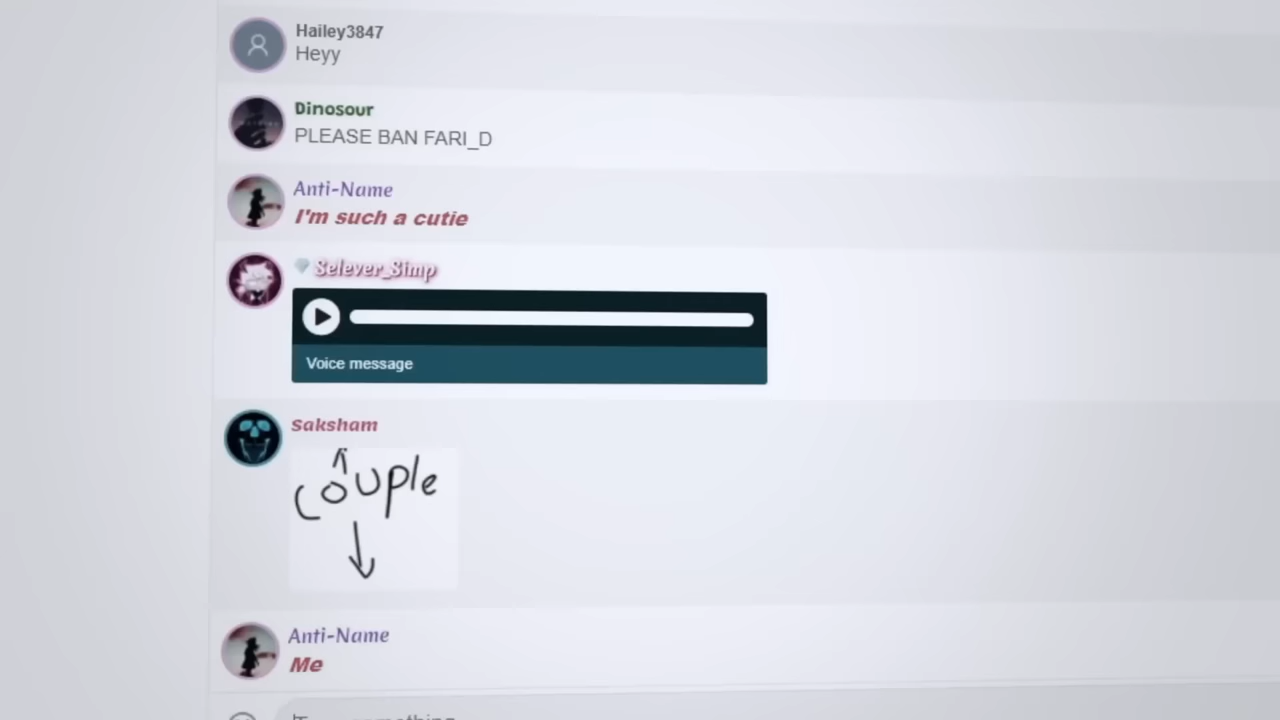 Hailey3847
Heyy
Dinosour
PLEASE BAN FARI_D
Anti-Name
I'm such a cutie
Selever_Simp
Voice message
Saksham
couple
Anti-Name
Me